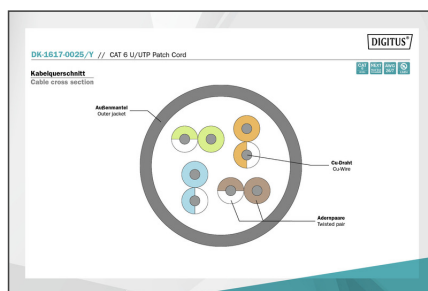 DIGITUS®
DK-1617-0025/Y // CAT 6 U/UTP Patch Cord
Kabelquerschnitt
Cable cross section
Außenmantel
Outer jacket
Cu-Draht
Cu-Wire
Adernpaare
Twisted pair